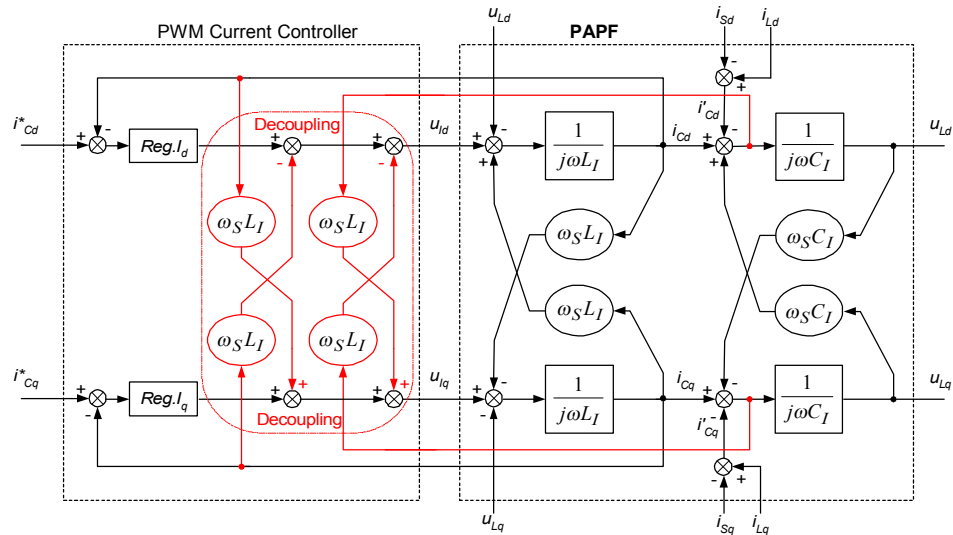 PWM Current Controller
PAPF
u_Ld
i_Sd
i_Ld
i*_Cd
Reg.I_d
Decoupling
u_Id
1/(jωL_I)
i_Cd
i'_Cd
1/(jωC_I)
u_Ld
ω_S L_I
ω_S L_I
ω_S L_I
ω_S C_I
ω_S L_I
ω_S L_I
ω_S L_I
ω_S C_I
i*_Cq
Reg.I_q
Decoupling
u_Iq
1/(jωL_I)
i_Cq
i'_Cq
1/(jωC_I)
u_Lq
u_Lq
i_Sq
i_Lq